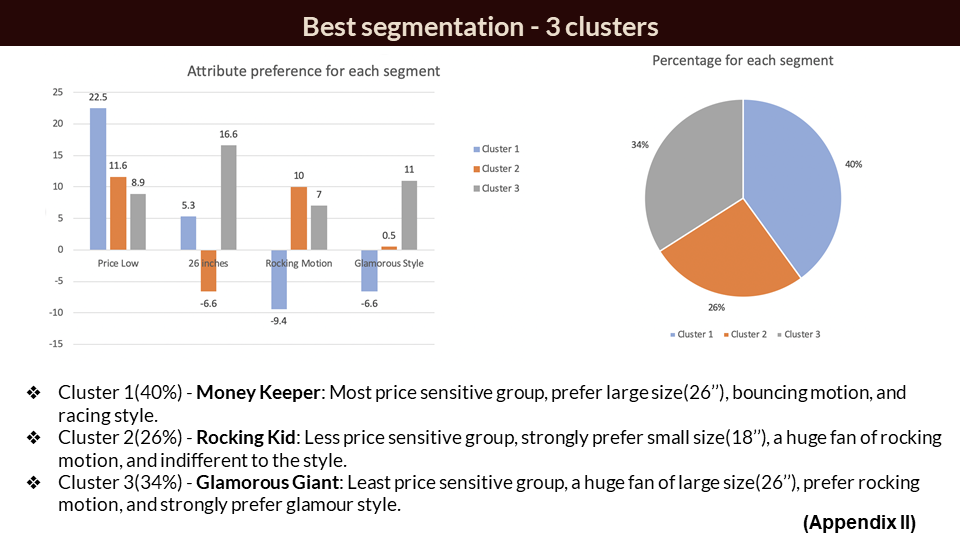 Best segmentation - 3 clusters
Attribute preference for each segment
25
20
15
10
5
0
-5
-10
-15
22.5
11.6
8.9
5.3
-6.6
16.6
-9.4
10
7
-6.6
0.5
11
Price Low
26 inches
Rocking Motion
Glamorous Style
Cluster 1
Cluster 2
Cluster 3
Percentage for each segment
34%
40%
26%
Cluster 1 Cluster 2 Cluster 3
❖ Cluster 1(40%) - Money Keeper: Most price sensitive group, prefer large size(26’’), bouncing motion, and
racing style.
❖ Cluster 2(26%) - Rocking Kid: Less price sensitive group, strongly prefer small size(18’’), a huge fan of rocking
motion, and indifferent to the style.
❖ Cluster 3(34%) - Glamorous Giant: Least price sensitive group, a huge fan of large size(26’’), prefer rocking
motion, and strongly prefer glamour style.
(Appendix II)